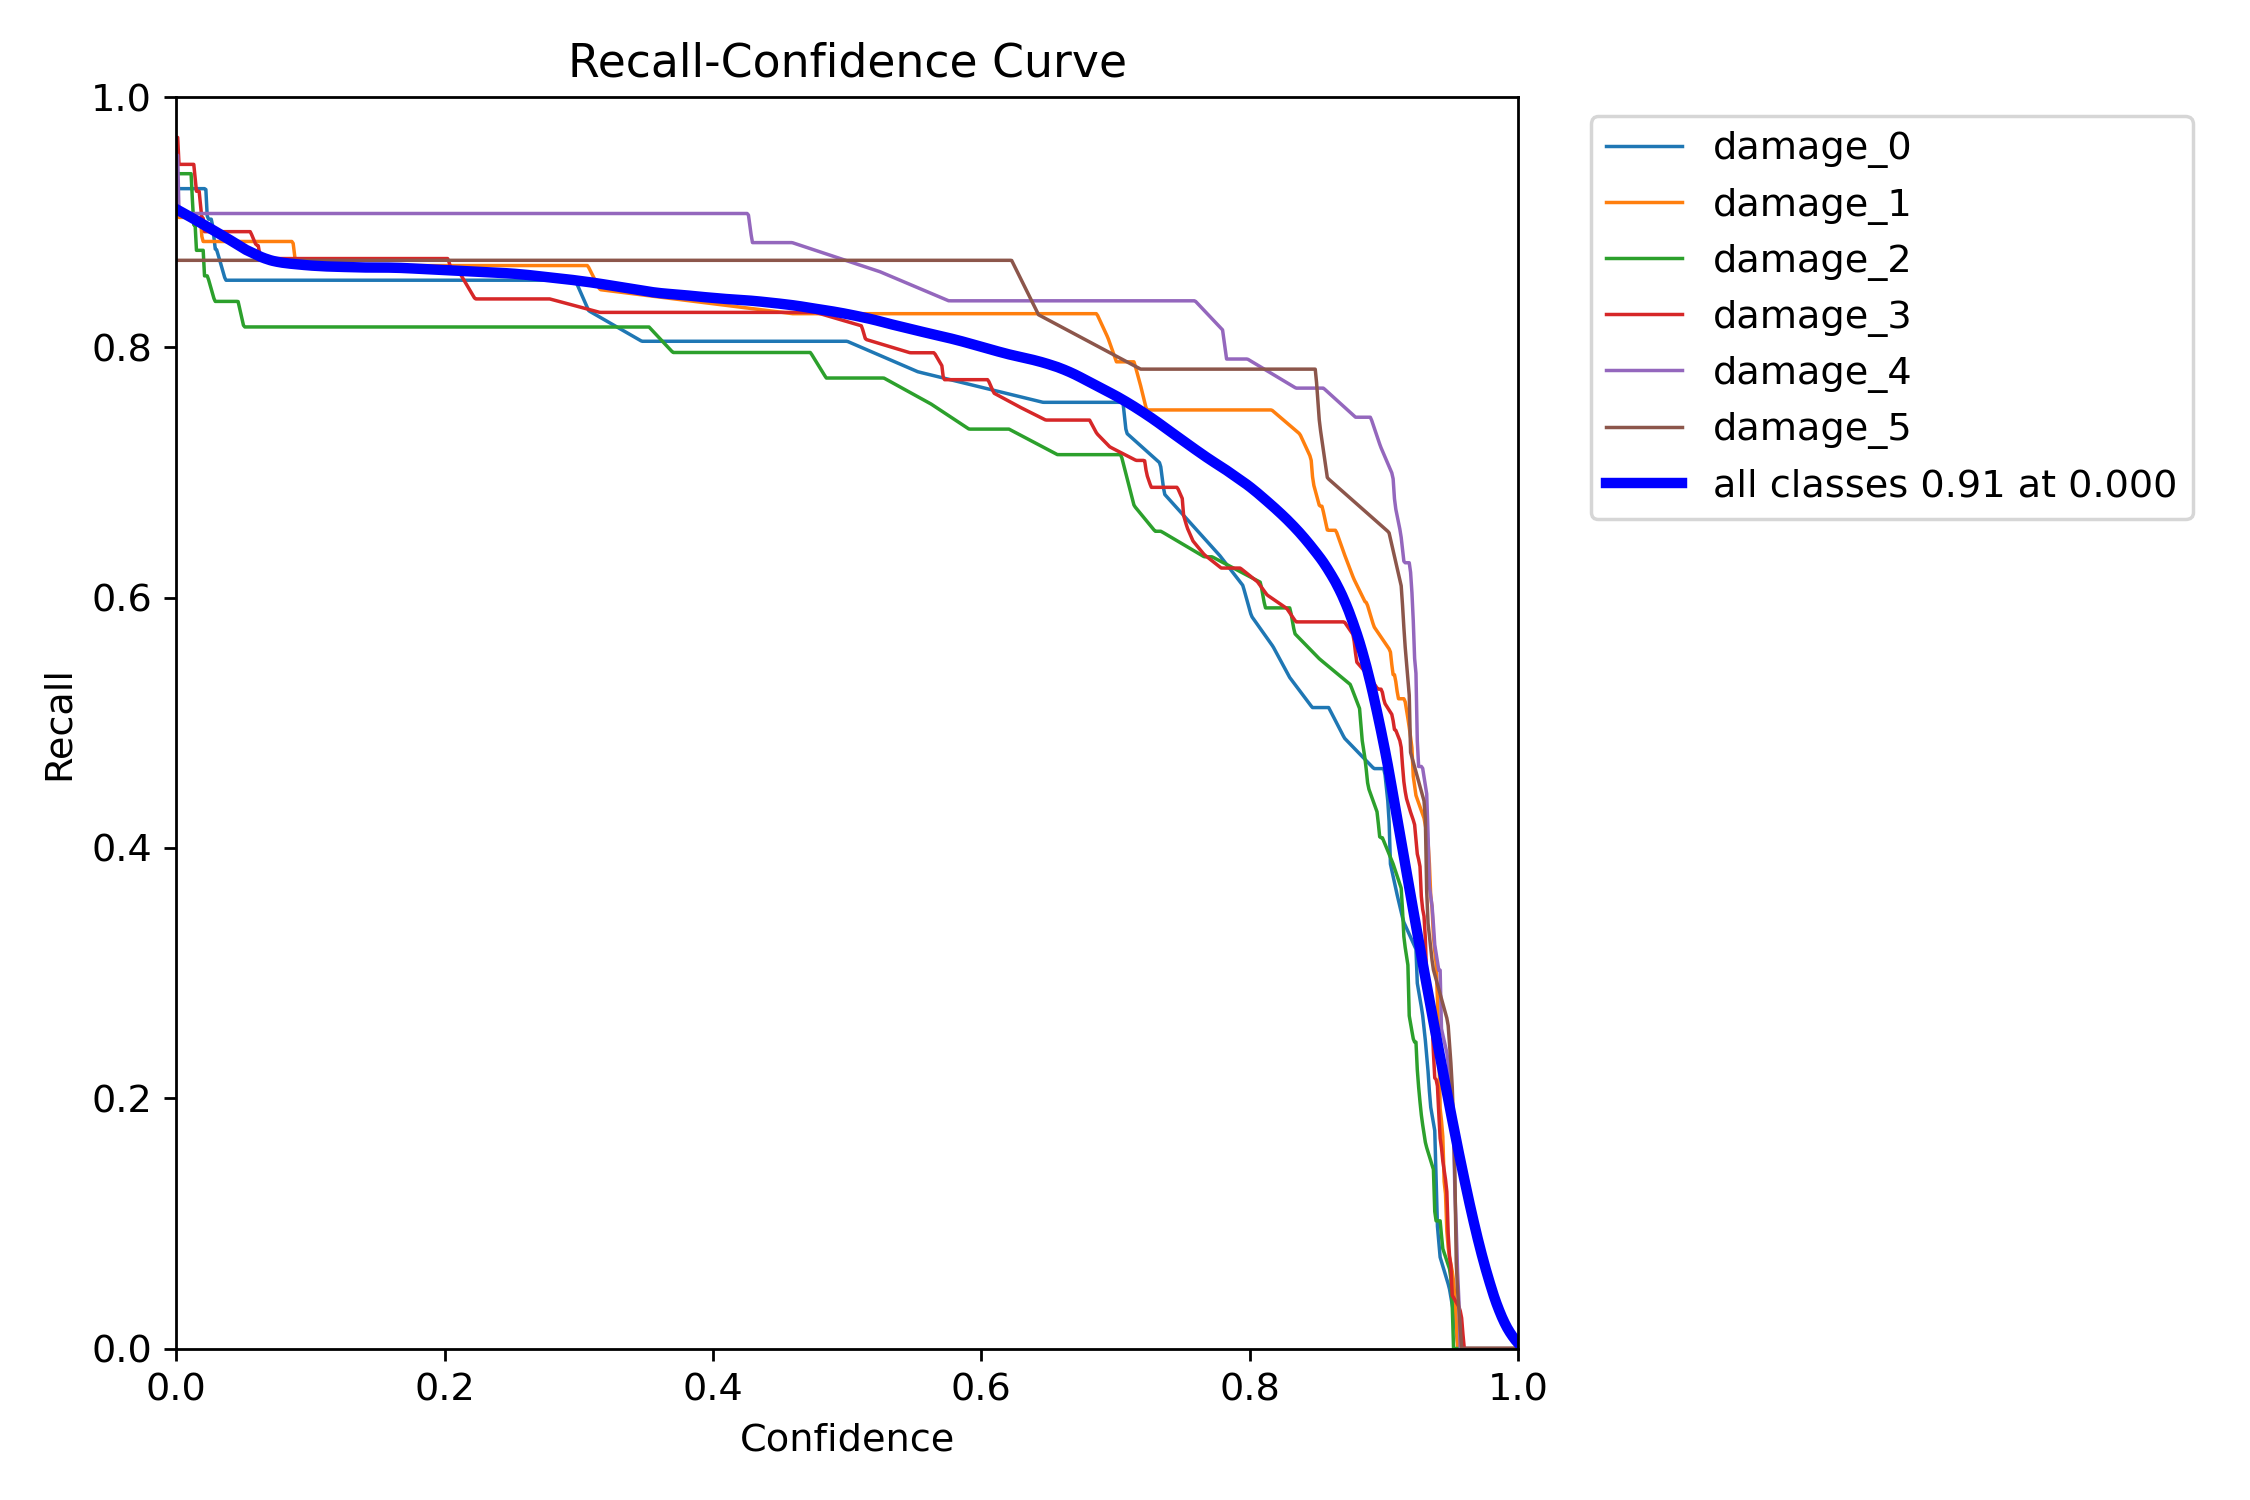 Recall-Confidence Curve
1.0
0.8
0.6
0.4
0.2
0.0
Recall
0.0 0.2 0.4 0.6 0.8 1.0
Confidence
damage_0
damage_1
damage_2
damage_3
damage_4
damage_5
all classes 0.91 at 0.000